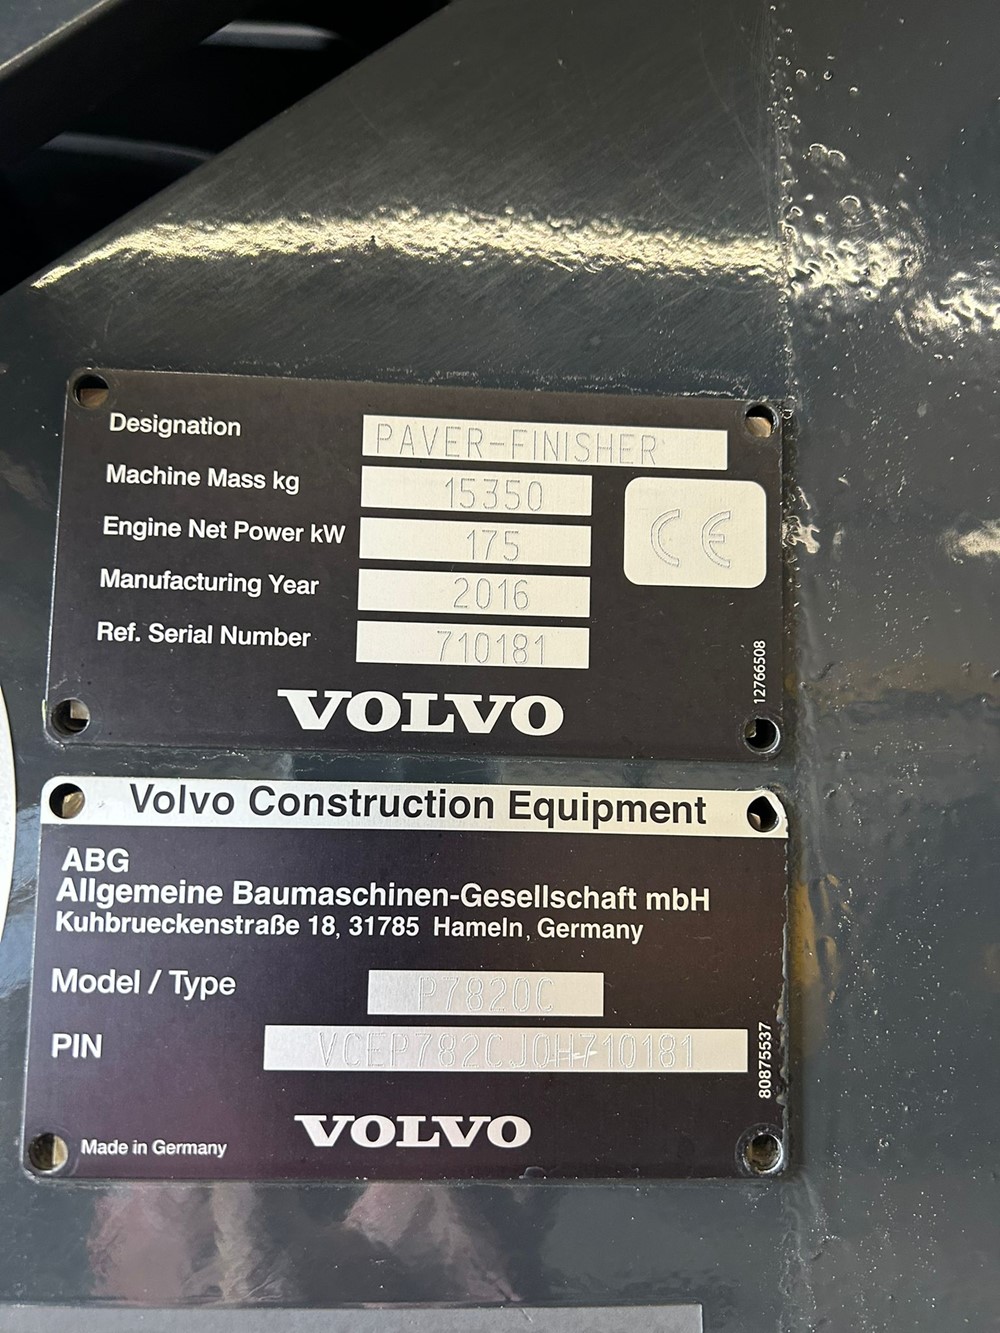 Designation PAVER-FINISHER
Machine Mass kg 15350
Engine Net Power kW 175
Manufacturing Year 2016
Ref. Serial Number 710181
CE
12766508
VOLVO
Volvo Construction Equipment
ABG
Allgemeine Baumaschinen-Gesellschaft mbH
Kuhbrueckenstraße 18, 31785 Hameln, Germany
Model / Type P7820C
PIN VCEP782CJ0H710181
80875537
VOLVO
Made in Germany